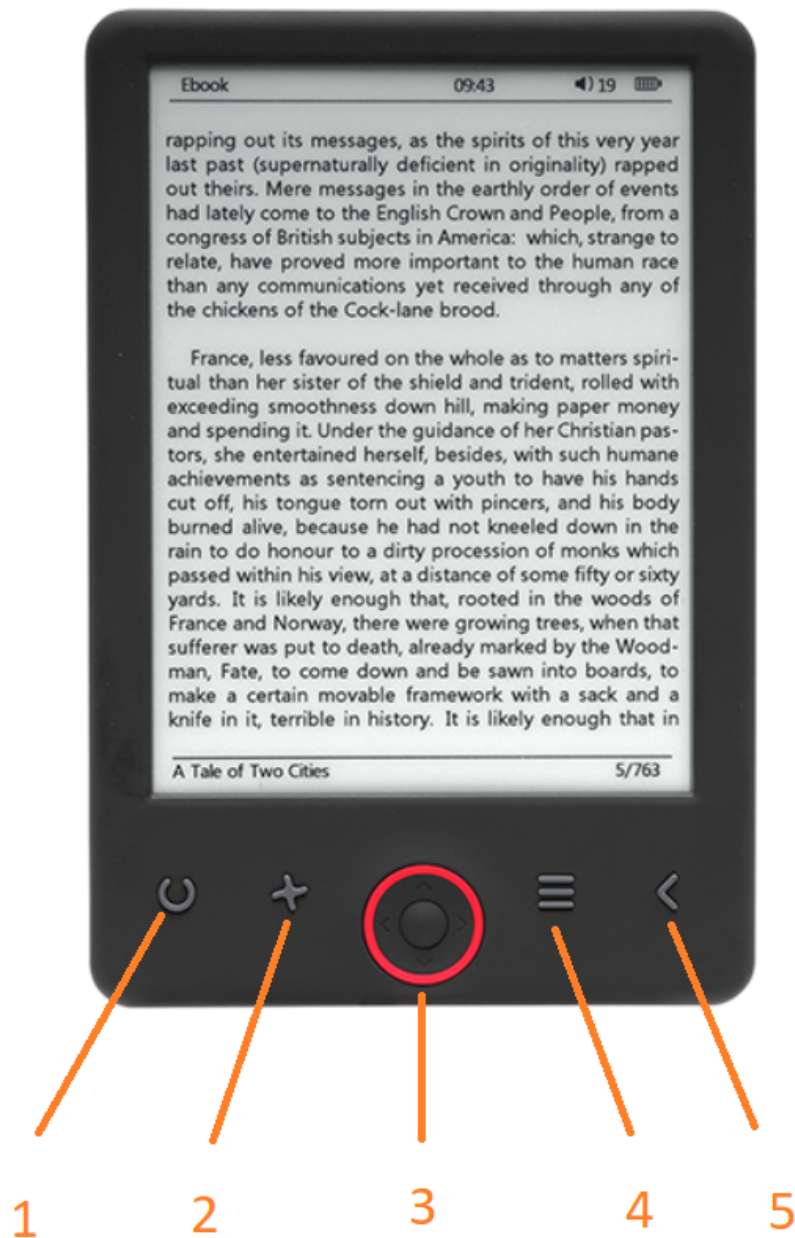 Ebook 09:43 19
rapping out its messages, as the spirits of this very year
last past (supernaturally deficient in originality) rapped
out theirs. Mere messages in the earthly order of events
had lately come to the English Crown and People, from a
congress of British subjects in America: which, strange to
relate, have proved more important to the human race
than any communications yet received through any of
the chickens of the Cock-lane brood.
France, less favoured on the whole as to matters spiri-
tual than her sister of the shield and trident, rolled with
exceeding smoothness down hill, making paper money
and spending it. Under the guidance of her Christian pas-
tors, she entertained herself, besides, with such humane
achievements as sentencing a youth to have his hands
cut off, his tongue torn out with pincers, and his body
burned alive, because he had not kneeled down in the
rain to do honour to a dirty procession of monks which
passed within his view, at a distance of some fifty or sixty
yards. It is likely enough that, rooted in the woods of
France and Norway, there were growing trees, when that
sufferer was put to death, already marked by the Wood-
man, Fate, to come down and be sawn into boards, to
make a certain movable framework with a sack and a
knife in it, terrible in history. It is likely enough that in
A Tale of Two Cities 5/763
1 2 3 4 5